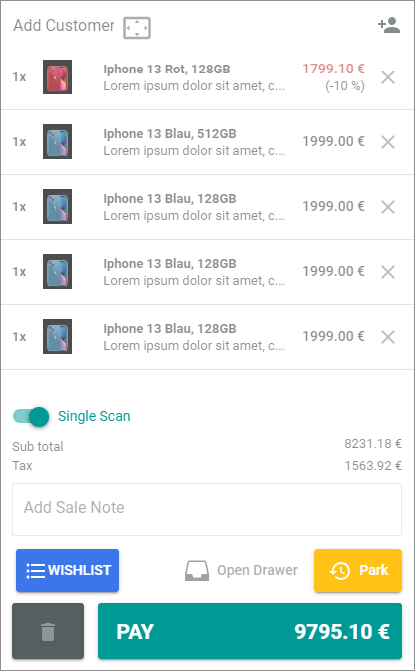 Add Customer
1x Iphone 13 Rot, 128GB 1799.10 €
Lorem ipsum dolor sit amet, c... (-10 %)
1x Iphone 13 Blau, 512GB 1999.00 €
Lorem ipsum dolor sit amet, c...
1x Iphone 13 Blau, 128GB 1999.00 €
Lorem ipsum dolor sit amet, c...
1x Iphone 13 Blau, 128GB 1999.00 €
Lorem ipsum dolor sit amet, c...
1x Iphone 13 Blau, 128GB 1999.00 €
Lorem ipsum dolor sit amet, c...
Single Scan
Sub total 8231.18 €
Tax 1563.92 €
Add Sale Note
WISHLIST Open Drawer Park
PAY 9795.10 €